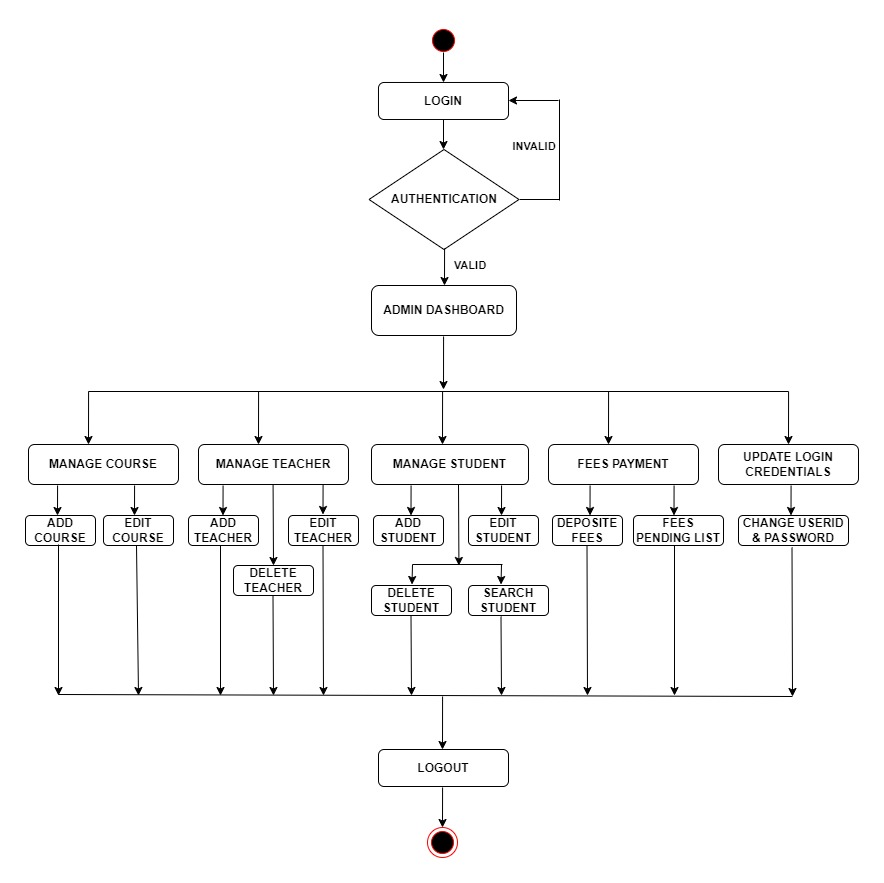 LOGIN
INVALID
AUTHENTICATION
VALID
ADMIN DASHBOARD
MANAGE COURSE
MANAGE TEACHER
MANAGE STUDENT
FEES PAYMENT
UPDATE LOGIN
CREDENTIALS
ADD
COURSE
EDIT
COURSE
ADD
TEACHER
EDIT
TEACHER
ADD
STUDENT
EDIT
STUDENT
DEPOSITE
FEES
FEES
PENDING LIST
CHANGE USERID
& PASSWORD
DELETE
TEACHER
DELETE
STUDENT
SEARCH
STUDENT
LOGOUT